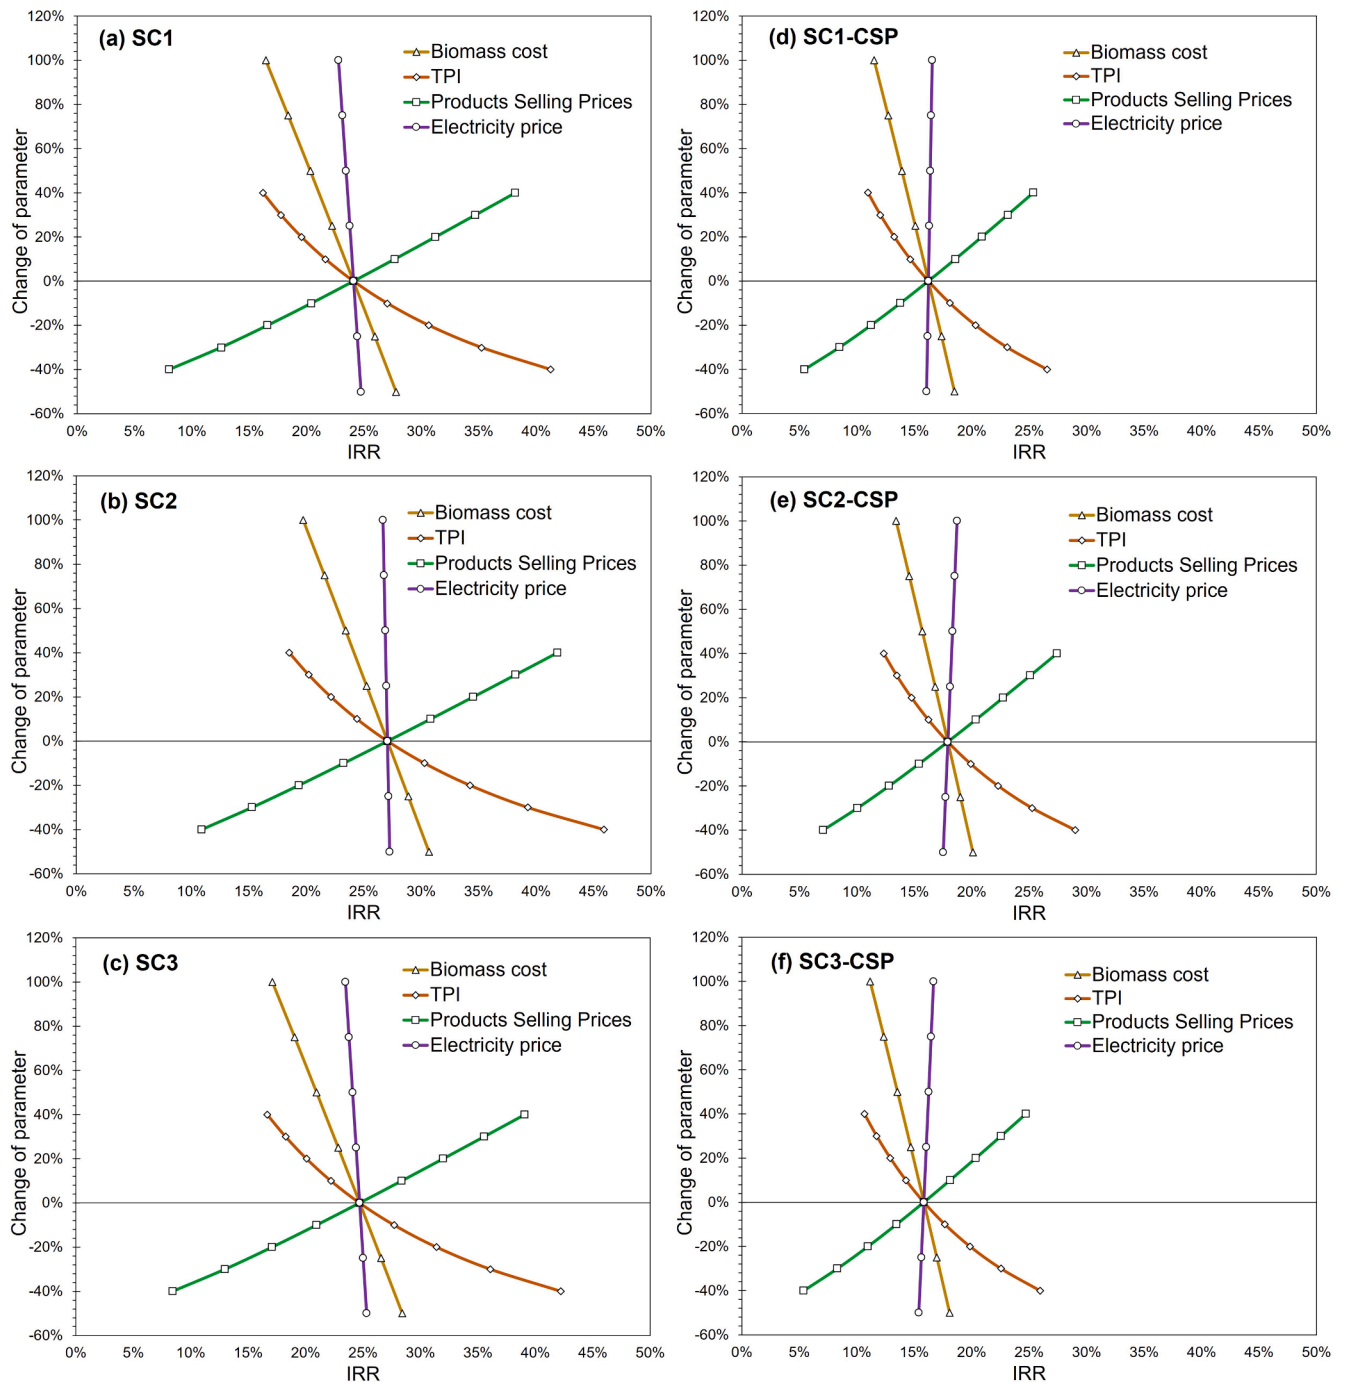 (a) SC1
Biomass cost
TPI
Products Selling Prices
Electricity price
Change of parameter
120%
100%
80%
60%
40%
20%
0%
-20%
-40%
-60%
0% 5% 10% 15% 20% 25% 30% 35% 40% 45% 50%
IRR
(d) SC1-CSP
Biomass cost
TPI
Products Selling Prices
Electricity price
Change of parameter
120%
100%
80%
60%
40%
20%
0%
-20%
-40%
-60%
0% 5% 10% 15% 20% 25% 30% 35% 40% 45% 50%
IRR
(b) SC2
Biomass cost
TPI
Products Selling Prices
Electricity price
Change of parameter
120%
100%
80%
60%
40%
20%
0%
-20%
-40%
-60%
0% 5% 10% 15% 20% 25% 30% 35% 40% 45% 50%
IRR
(e) SC2-CSP
Biomass cost
TPI
Products Selling Prices
Electricity price
Change of parameter
120%
100%
80%
60%
40%
20%
0%
-20%
-40%
-60%
0% 5% 10% 15% 20% 25% 30% 35% 40% 45% 50%
IRR
(c) SC3
Biomass cost
TPI
Products Selling Prices
Electricity price
Change of parameter
120%
100%
80%
60%
40%
20%
0%
-20%
-40%
-60%
0% 5% 10% 15% 20% 25% 30% 35% 40% 45% 50%
IRR
(f) SC3-CSP
Biomass cost
TPI
Products Selling Prices
Electricity price
Change of parameter
120%
100%
80%
60%
40%
20%
0%
-20%
-40%
-60%
0% 5% 10% 15% 20% 25% 30% 35% 40% 45% 50%
IRR